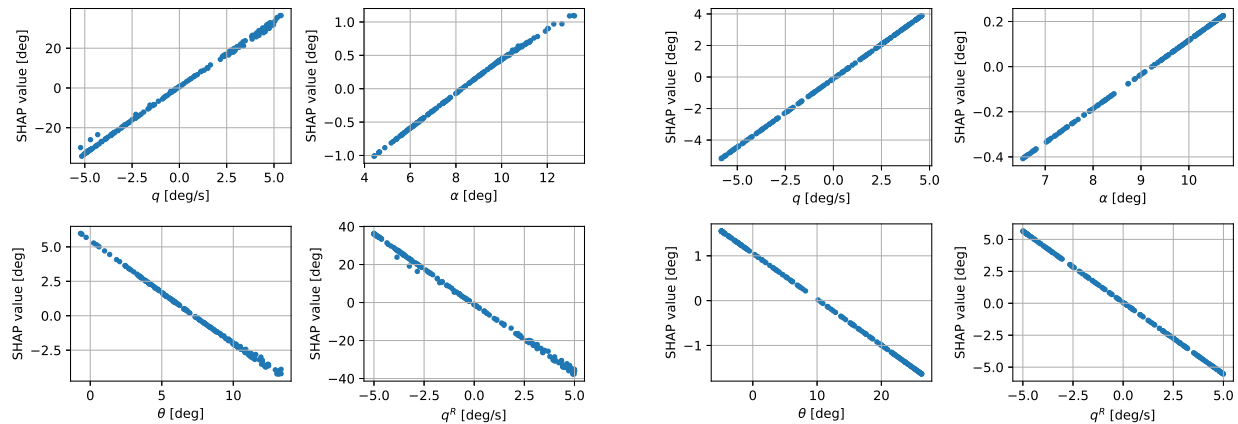 20
0
−20
SHAP value [deg]
−5.0 −2.5 0.0 2.5 5.0
q [deg/s]
1.0
0.5
0.0
−0.5
−1.0
SHAP value [deg]
4 6 8 10 12
α [deg]
4
2
0
−2
−4
SHAP value [deg]
−5.0 −2.5 0.0 2.5 5.0
q [deg/s]
0.2
0.0
−0.2
−0.4
SHAP value [deg]
7 8 9 10
α [deg]
5.0
2.5
0.0
−2.5
SHAP value [deg]
0 10
θ [deg]
40
20
0
−20
−40
SHAP value [deg]
−5.0 −2.5 0.0 2.5 5.0
q^R [deg/s]
1
0
−1
SHAP value [deg]
0 10 20
θ [deg]
5.0
2.5
0.0
−2.5
−5.0
SHAP value [deg]
−5.0 −2.5 0.0 2.5 5.0
q^R [deg/s]